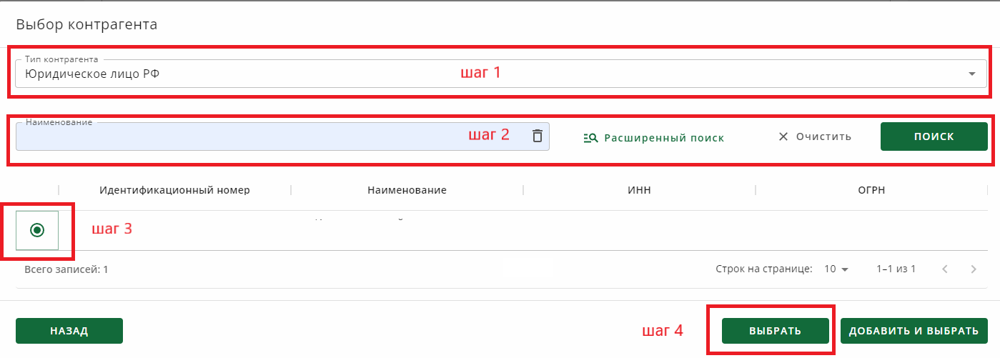 Выбор контрагента
Тип контрагента
Юридическое лицо РФ
шаг 1
Наименование
шаг 2
Расширенный поиск
Очистить
ПОИСК
Идентификационный номер
Наименование
ИНН
ОГРН
шаг 3
Всего записей: 1
Строк на странице: 10
1–1 из 1
НАЗАД
шаг 4
ВЫБРАТЬ
ДОБАВИТЬ И ВЫБРАТЬ